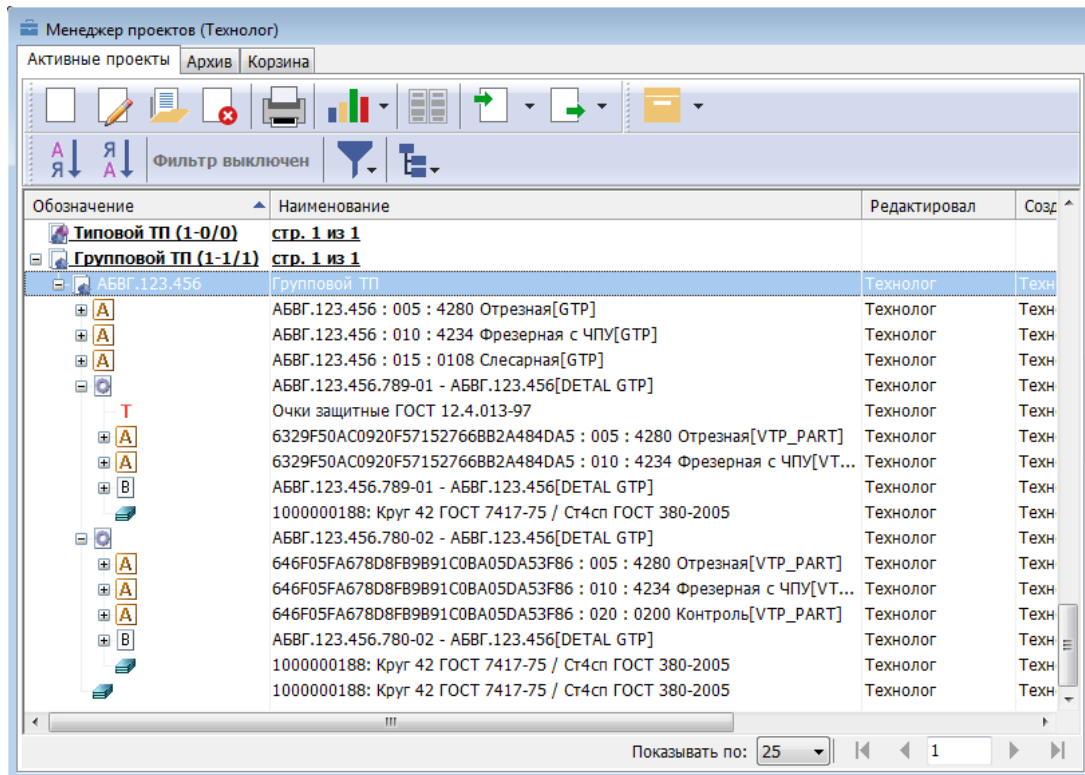 Менеджер проектов (Технолог)
Активные проекты Архив Корзина
А Я Я А Фильтр выключен
Обозначение Наименование Редактировал Созд
Типовой ТП (1-0/0) стр. 1 из 1
Групповой ТП (1-1/1) стр. 1 из 1
АБВГ.123.456 Групповой ТП Технолог Техн
А АБВГ.123.456 : 005 : 4280 Отрезная[GTP] Технолог Техн
А АБВГ.123.456 : 010 : 4234 Фрезерная с ЧПУ[GTP] Технолог Техн
А АБВГ.123.456 : 015 : 0108 Слесарная[GTP] Технолог Техн
АБВГ.123.456.789-01 - АБВГ.123.456[DETAL GTP] Технолог Техн
Т Очки защитные ГОСТ 12.4.013-97 Технолог Техн
А 6329F50AC0920F57152766BB2A484DA5 : 005 : 4280 Отрезная[VTP_PART] Технолог Техн
А 6329F50AC0920F57152766BB2A484DA5 : 010 : 4234 Фрезерная с ЧПУ[VT... Технолог Техн
В АБВГ.123.456.789-01 - АБВГ.123.456[DETAL GTP] Технолог Техн
1000000188: Круг 42 ГОСТ 7417-75 / Ст4сп ГОСТ 380-2005 Технолог Техн
АБВГ.123.456.780-02 - АБВГ.123.456[DETAL GTP] Технолог Техн
А 646F05FA678D8FB9B91C0BA05DA53F86 : 005 : 4280 Отрезная[VTP_PART] Технолог Техн
А 646F05FA678D8FB9B91C0BA05DA53F86 : 010 : 4234 Фрезерная с ЧПУ[VT... Технолог Техн
А 646F05FA678D8FB9B91C0BA05DA53F86 : 020 : 0200 Контроль[VTP_PART] Технолог Техн
В АБВГ.123.456.780-02 - АБВГ.123.456[DETAL GTP] Технолог Техн
1000000188: Круг 42 ГОСТ 7417-75 / Ст4сп ГОСТ 380-2005 Технолог Техн
1000000188: Круг 42 ГОСТ 7417-75 / Ст4сп ГОСТ 380-2005 Технолог Техн
Показывать по: 25 1